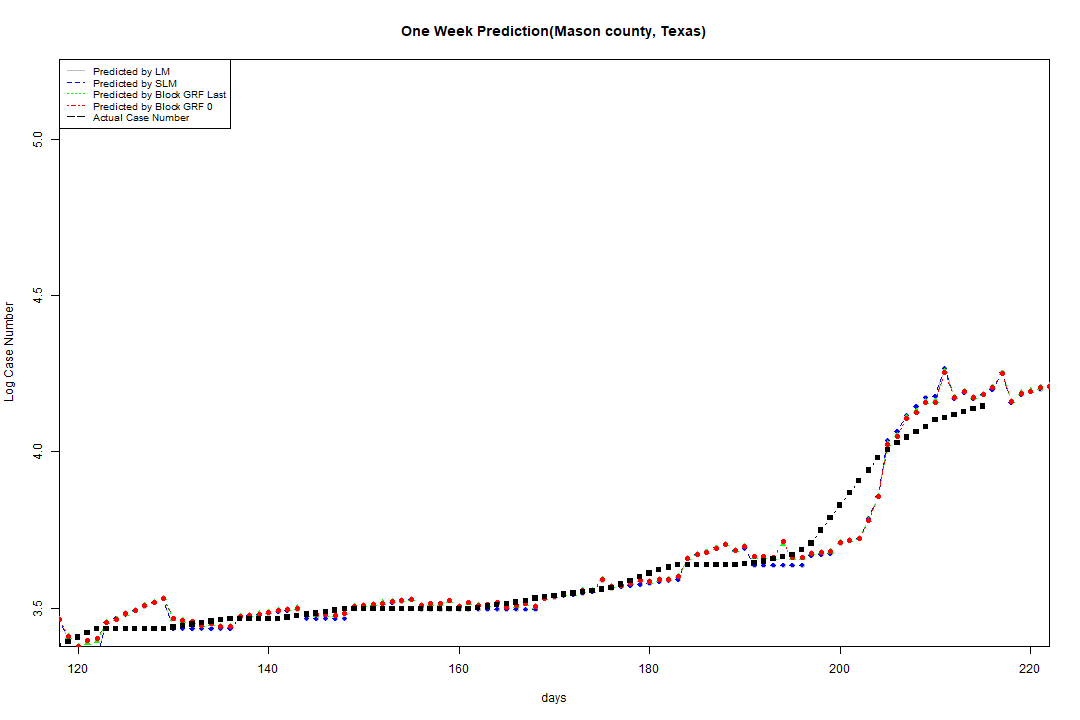 One Week Prediction(Mason county, Texas)
Predicted by LM
Predicted by SLM
Predicted by Block GRF Last
Predicted by Block GRF 0
Actual Case Number
5.0
4.5
4.0
3.5
Log Case Number
120 140 160 180 200 220
days